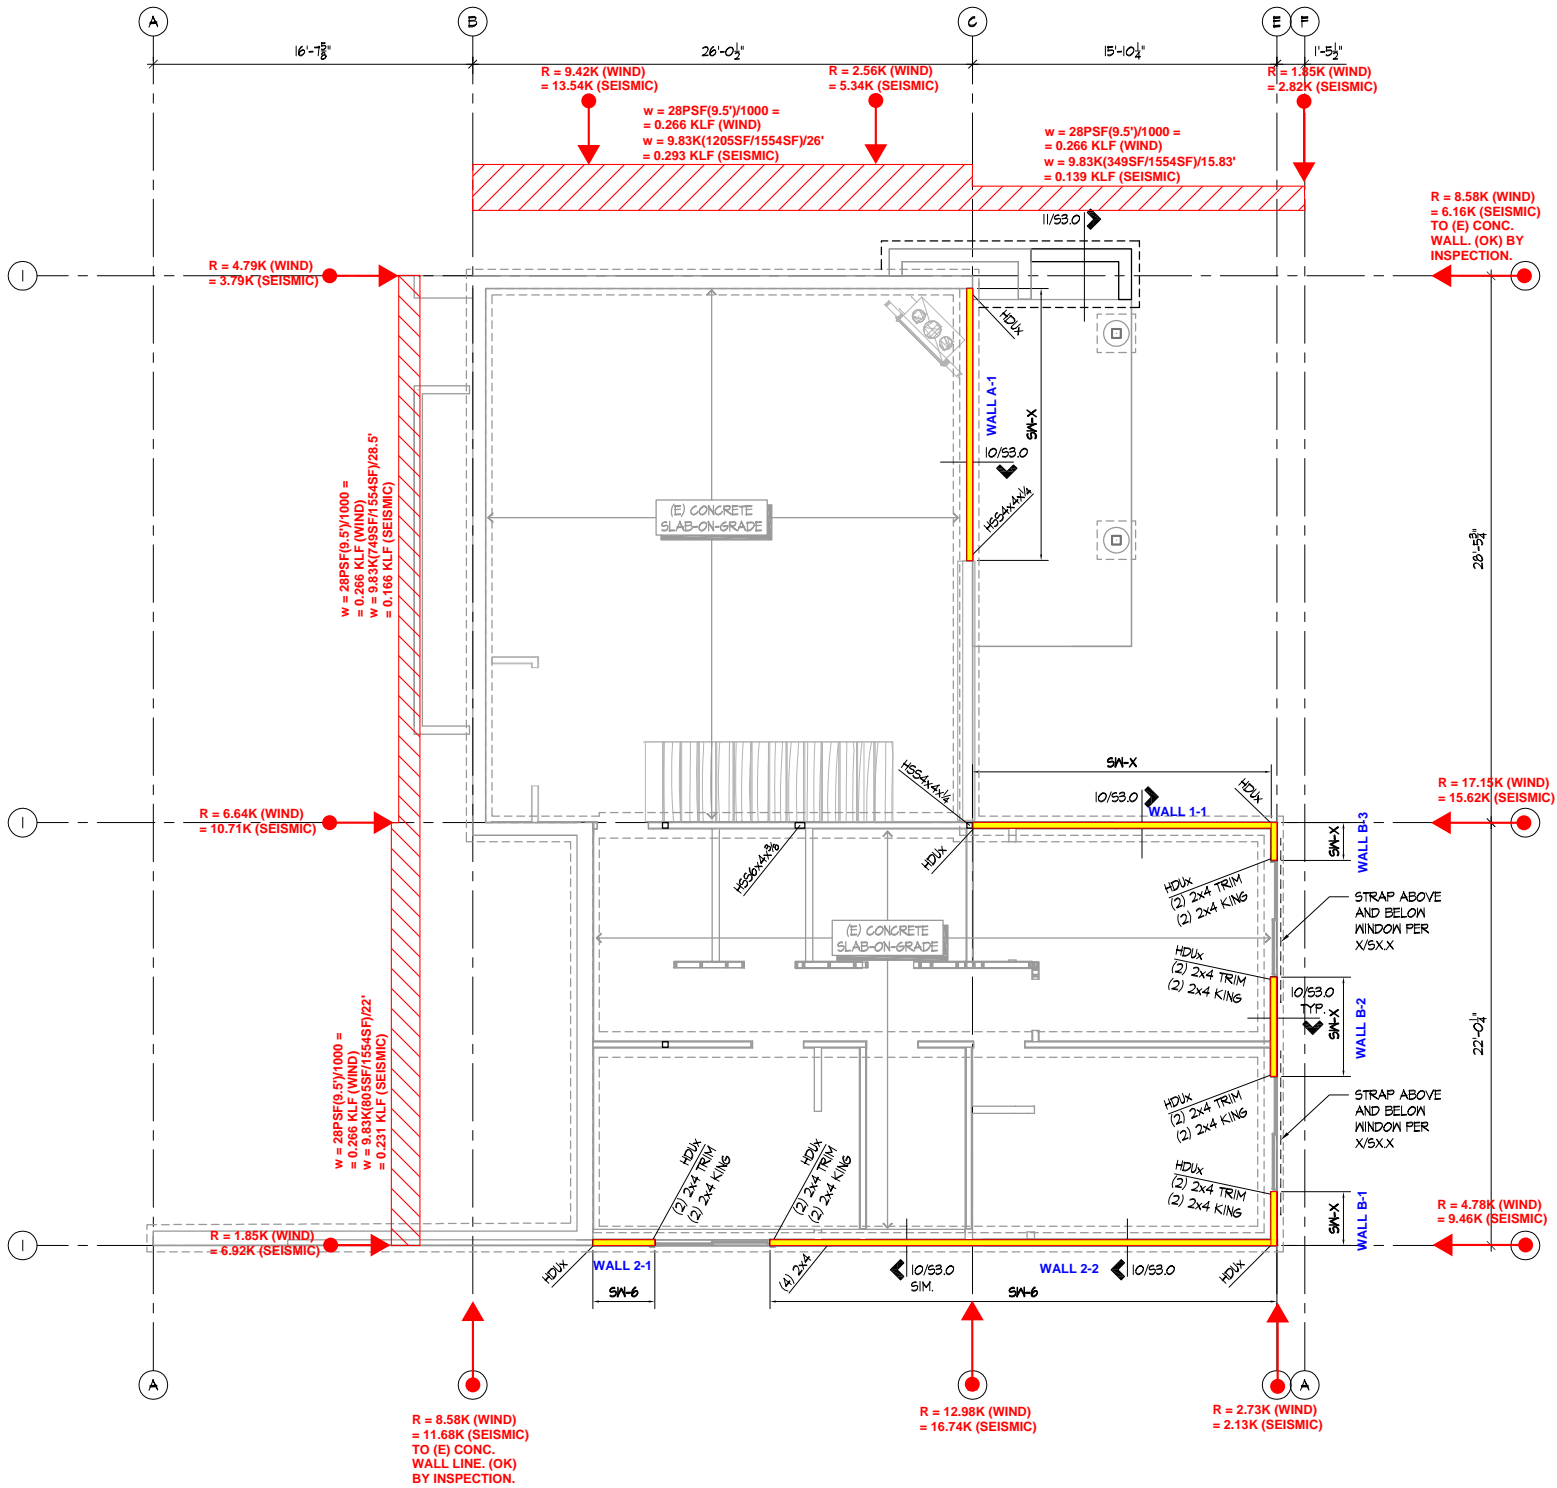 A
B
C
E
F
16'-7⅝"
26'-0½"
15'-10¼"
1'-5½"
R = 9.42K (WIND)
= 13.54K (SEISMIC)
R = 2.56K (WIND)
= 5.34K (SEISMIC)
R = 1.85K (WIND)
= 2.82K (SEISMIC)
w = 28PSF(9.5')/1000 =
= 0.266 KLF (WIND)
w = 9.83K(1205SF/1554SF)/26'
= 0.293 KLF (SEISMIC)
w = 28PSF(9.5')/1000 =
= 0.266 KLF (WIND)
w = 9.83K(349SF/1554SF)/15.83'
= 0.139 KLF (SEISMIC)
R = 8.58K (WIND)
= 6.16K (SEISMIC)
TO (E) CONC.
WALL. (OK) BY
INSPECTION.
11/S3.0
1
R = 4.79K (WIND)
= 3.79K (SEISMIC)
HDUx
WALL A-1
SW-X
10/S3.0
HSS4x4x¼
(E) CONCRETE
SLAB-ON-GRADE
w = 28PSF(9.5')/1000 =
= 0.266 KLF (WIND)
w = 9.83K(749SF/1554SF)/28.5'
= 0.166 KLF (SEISMIC)
28'-5¾"
SW-X
HSS4x4x¼
10/S3.0
HDUx
WALL 1-1
R = 17.15K (WIND)
= 15.62K (SEISMIC)
1
R = 6.64K (WIND)
= 10.71K (SEISMIC)
HSS6x4x⅜
HDUx
SW-X
WALL B-3
HDUx
(2) 2x4 TRIM
(2) 2x4 KING
STRAP ABOVE
AND BELOW
WINDOW PER
X/SX.X
(E) CONCRETE
SLAB-ON-GRADE
HDUx
(2) 2x4 TRIM
(2) 2x4 KING
10/S3.0
TYP.
SW-X
WALL B-2
22'-0¼"
w = 28PSF(9.5')/1000 =
= 0.266 KLF (WIND)
w = 9.83K(805SF/1554SF)/22'
= 0.231 KLF (SEISMIC)
HDUx
(2) 2x4 TRIM
(2) 2x4 KING
STRAP ABOVE
AND BELOW
WINDOW PER
X/SX.X
HDUx
(2) 2x4 TRIM
(2) 2x4 KING
HDUx
(2) 2x4 TRIM
(2) 2x4 KING
HDUx
(2) 2x4 TRIM
(2) 2x4 KING
SW-X
WALL B-1
R = 4.78K (WIND)
= 9.46K (SEISMIC)
1
R = 1.85K (WIND)
= 6.92K (SEISMIC)
HDUx
WALL 2-1
(4) 2x4
10/S3.0
SIM.
WALL 2-2
10/S3.0
HDUx
SW-6
SW-6
A
A
R = 8.58K (WIND)
= 11.68K (SEISMIC)
TO (E) CONC.
WALL LINE. (OK)
BY INSPECTION.
R = 12.98K (WIND)
= 16.74K (SEISMIC)
R = 2.73K (WIND)
= 2.13K (SEISMIC)